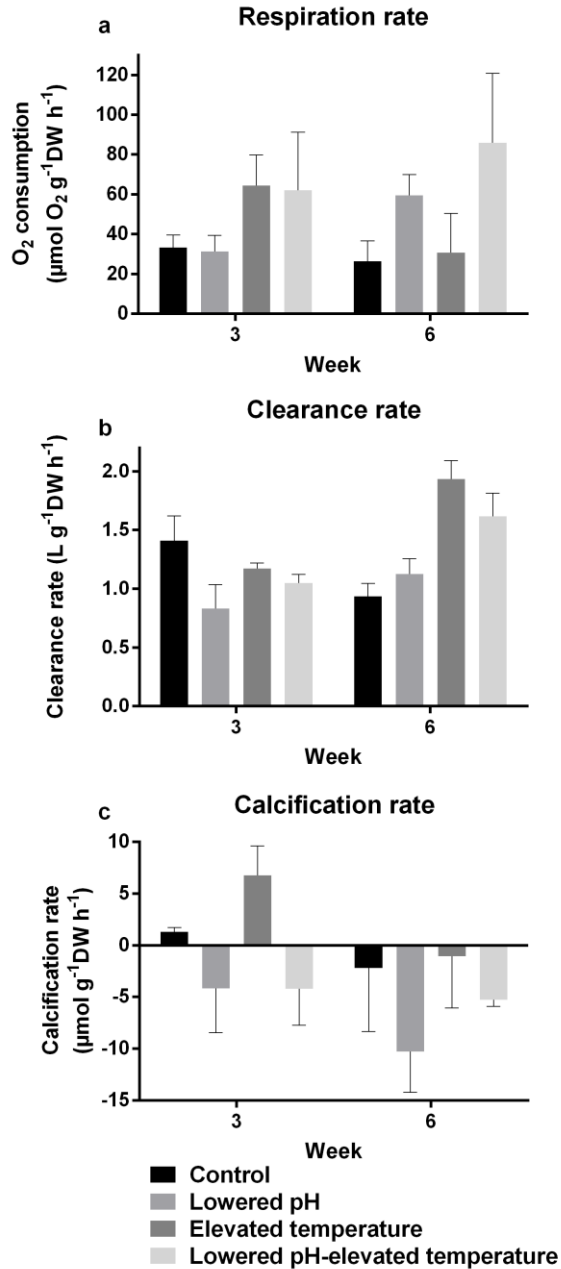 a
Respiration rate
O₂ consumption
(µmol O₂ g⁻¹DW h⁻¹)
120
100
80
60
40
20
0
3
6
Week
b
Clearance rate
Clearance rate (L g⁻¹DW h⁻¹)
2.0
1.5
1.0
0.5
0.0
3
6
Week
c
Calcification rate
Calcification rate
(µmol g⁻¹DW h⁻¹)
10
5
0
-5
-10
-15
3
6
Week
Control
Lowered pH
Elevated temperature
Lowered pH-elevated temperature